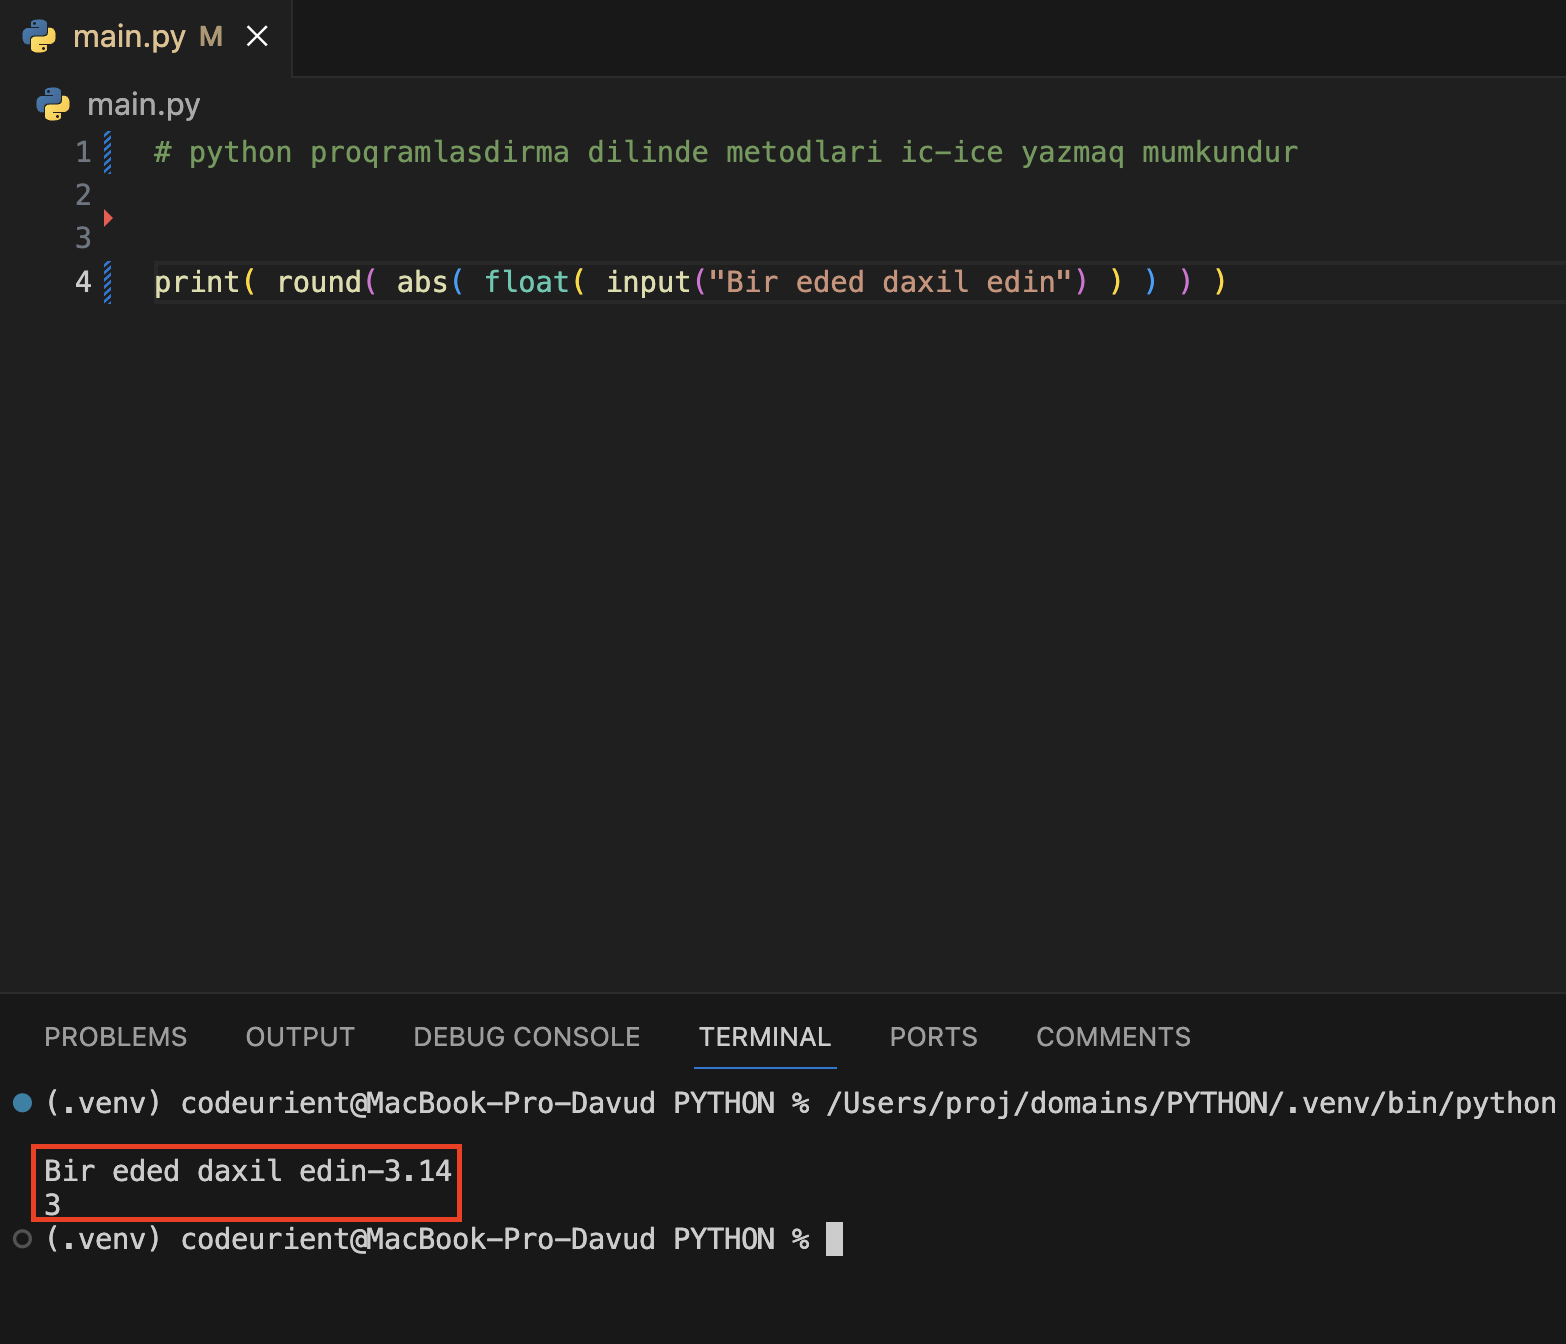 main.py M
main.py
1 # python proqramlasdirma dilinde metodlari ic-ice yazmaq mumkundur
2
3
4 print( round( abs( float( input("Bir eded daxil edin") ) ) ) )
PROBLEMS OUTPUT DEBUG CONSOLE TERMINAL PORTS COMMENTS
(.venv) codeurient@MacBook-Pro-Davud PYTHON % /Users/proj/domains/PYTHON/.venv/bin/python
Bir eded daxil edin-3.14
3
(.venv) codeurient@MacBook-Pro-Davud PYTHON %